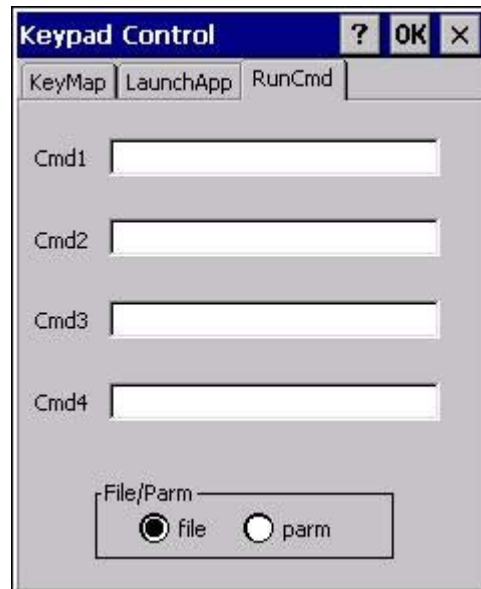 Keypad Control ? OK ×
KeyMap LaunchApp RunCmd
Cmd1
Cmd2
Cmd3
Cmd4
File/Parm
file parm